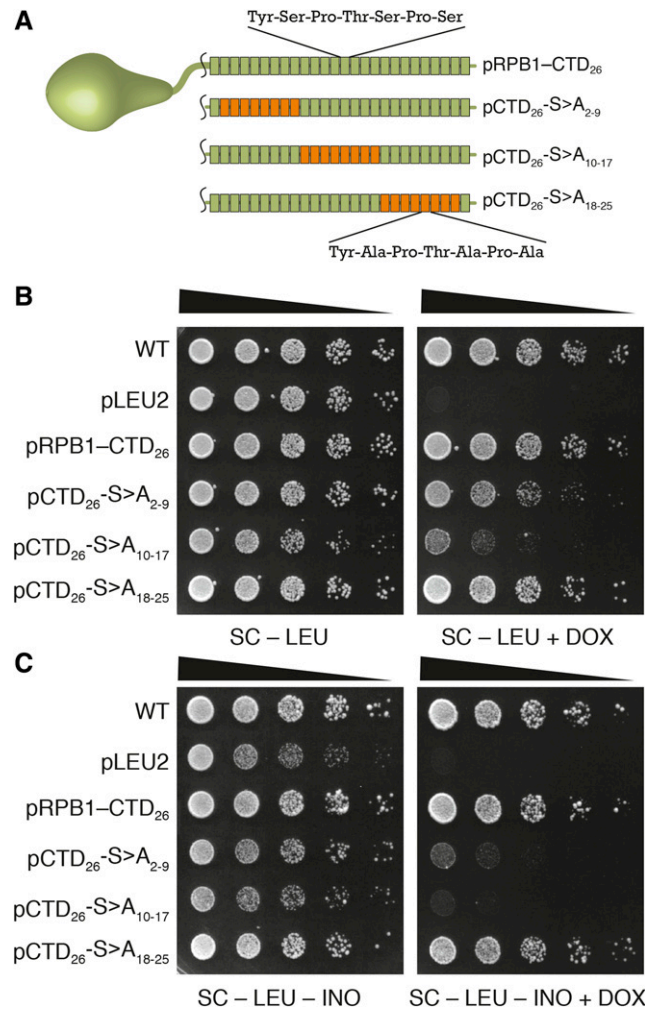 A
Tyr-Ser-Pro-Thr-Ser-Pro-Ser
pRPB1–CTD26
pCTD26-S>A2-9
pCTD26-S>A10-17
pCTD26-S>A18-25
Tyr-Ala-Pro-Thr-Ala-Pro-Ala
B
WT
pLEU2
pRPB1–CTD26
pCTD26-S>A2-9
pCTD26-S>A10-17
pCTD26-S>A18-25
SC – LEU
SC – LEU + DOX
C
WT
pLEU2
pRPB1–CTD26
pCTD26-S>A2-9
pCTD26-S>A10-17
pCTD26-S>A18-25
SC – LEU – INO
SC – LEU – INO + DOX